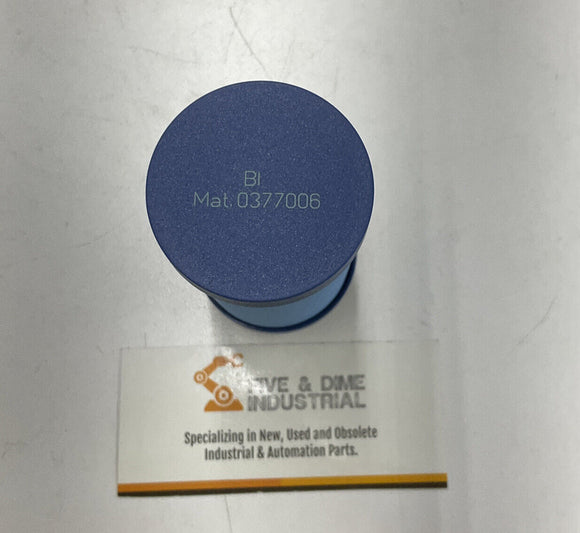 BI
Mat. 0377006
FIVE & DIME
INDUSTRIAL
Specializing in New, Used and Obsolete
Industrial & Automation Parts.